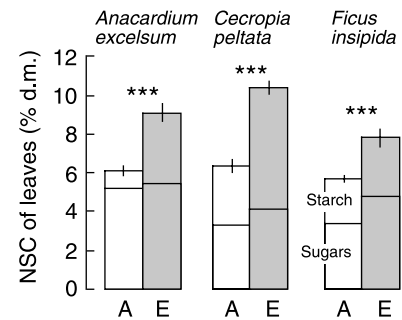 Anacardium excelsum
Cecropia peltata
Ficus insipida
NSC of leaves (% d.m.)
12
10
8
6
4
2
0
***
***
***
Starch
Sugars
A E
A E
A E